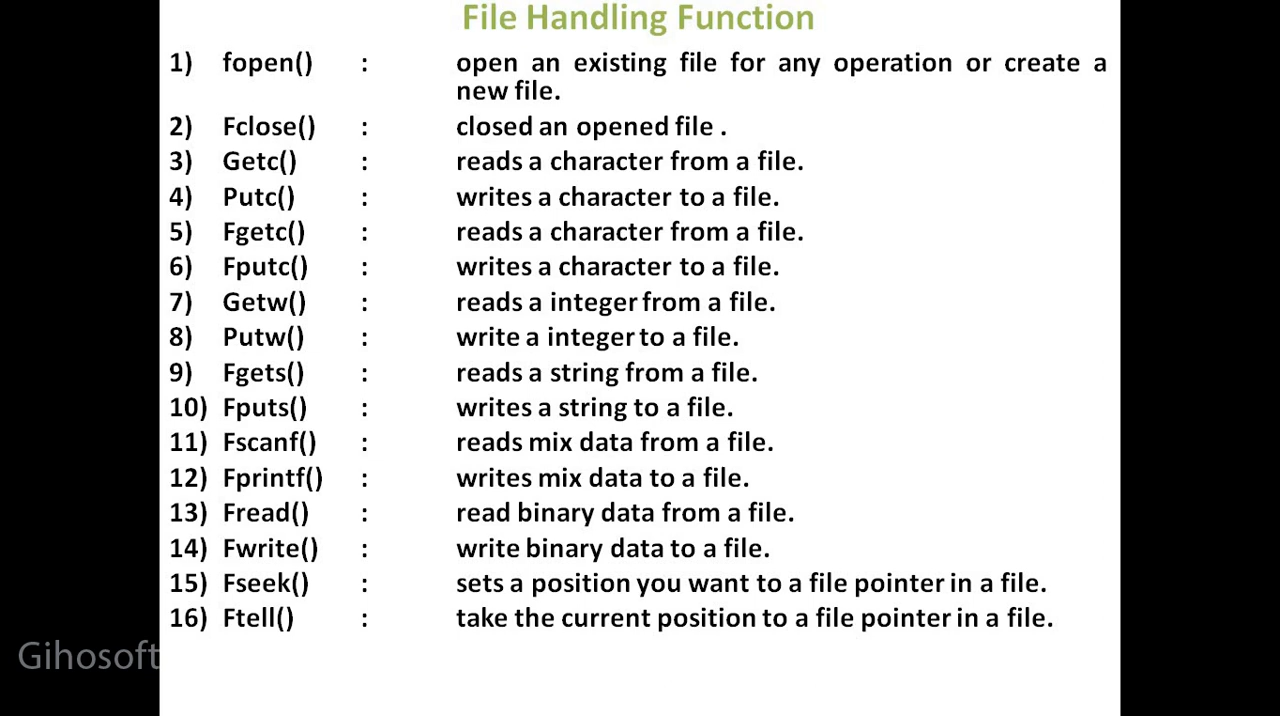 File Handling Function
1) fopen() : open an existing file for any operation or create a
new file.
2) Fclose() : closed an opened file .
3) Getc() : reads a character from a file.
4) Putc() : writes a character to a file.
5) Fgetc() : reads a character from a file.
6) Fputc() : writes a character to a file.
7) Getw() : reads a integer from a file.
8) Putw() : write a integer to a file.
9) Fgets() : reads a string from a file.
10) Fputs() : writes a string to a file.
11) Fscanf() : reads mix data from a file.
12) Fprintf() : writes mix data to a file.
13) Fread() : read binary data from a file.
14) Fwrite() : write binary data to a file.
15) Fseek() : sets a position you want to a file pointer in a file.
16) Ftell() : take the current position to a file pointer in a file.
Gihosoft